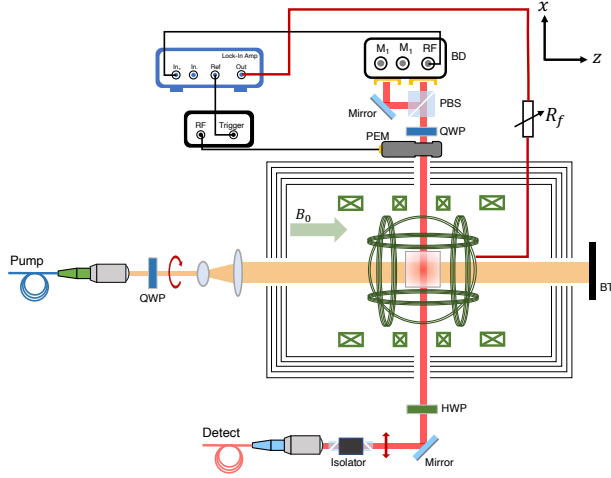 x
Lock-In Amp
In+ In- Ref Out
M1 M1 RF
BD
z
PBS
Mirror
QWP
Rf
RF Trigger
PEM
B0
Pump
QWP
BT
HWP
Detect
Isolator
Mirror